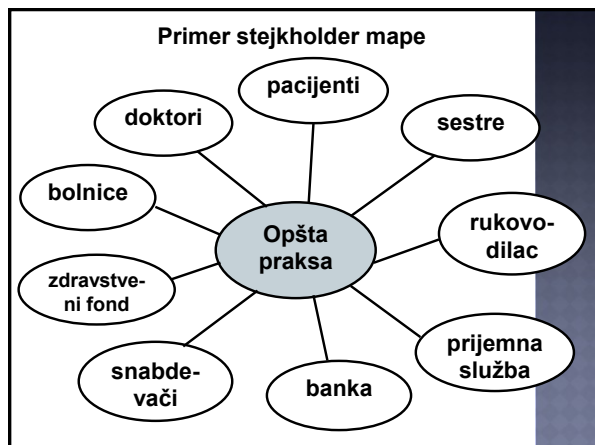 Primer stejkholder mape
pacijenti
doktori
sestre
bolnice
Opšta
praksa
rukovo-
dilac
zdravstve-
ni fond
prijemna
služba
snabde-
vači
banka